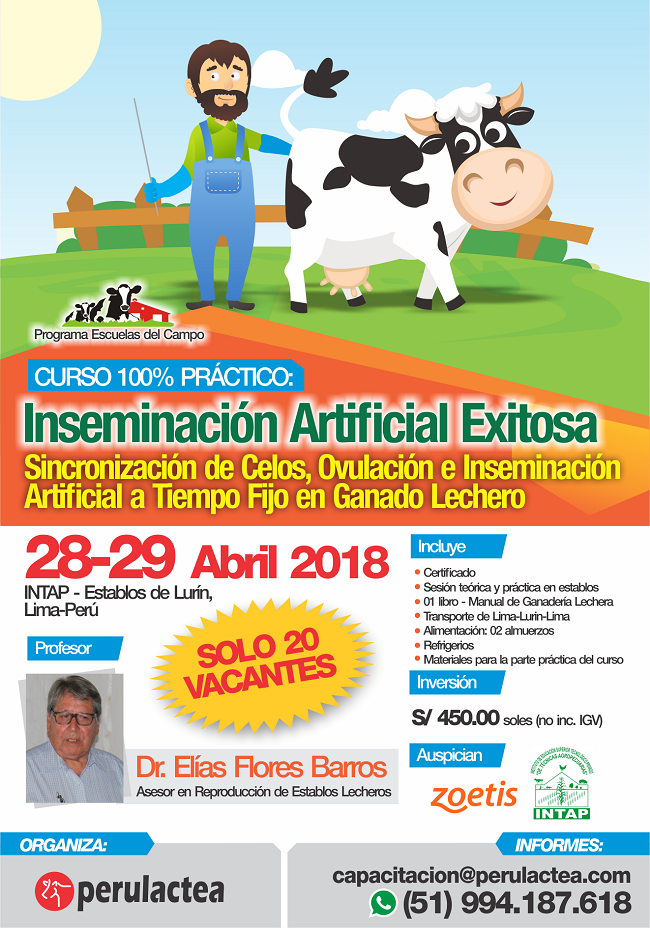 Programa Escuelas del Campo
CURSO 100% PRÁCTICO:
Inseminación Artificial Exitosa
Sincronización de Celos, Ovulación e Inseminación
Artificial a Tiempo Fijo en Ganado Lechero
28-29 Abril 2018
INTAP - Establos de Lurín,
Lima-Perú
Profesor
SOLO 20
VACANTES
Dr. Elías Flores Barros
Asesor en Reproducción de Establos Lecheros
Incluye
• Certificado
• Sesión teórica y práctica en establos
• 01 libro - Manual de Ganadería Lechera
• Transporte de Lima-Lurin-Lima
• Alimentación: 02 almuerzos
• Refrigerios
• Materiales para la parte práctica del curso
Inversión
S/ 450.00 soles (no inc. IGV)
Auspician
zoetis
INTAP
ORGANIZA:
perulactea
INFORMES:
capacitacion@perulactea.com
(51) 994.187.618